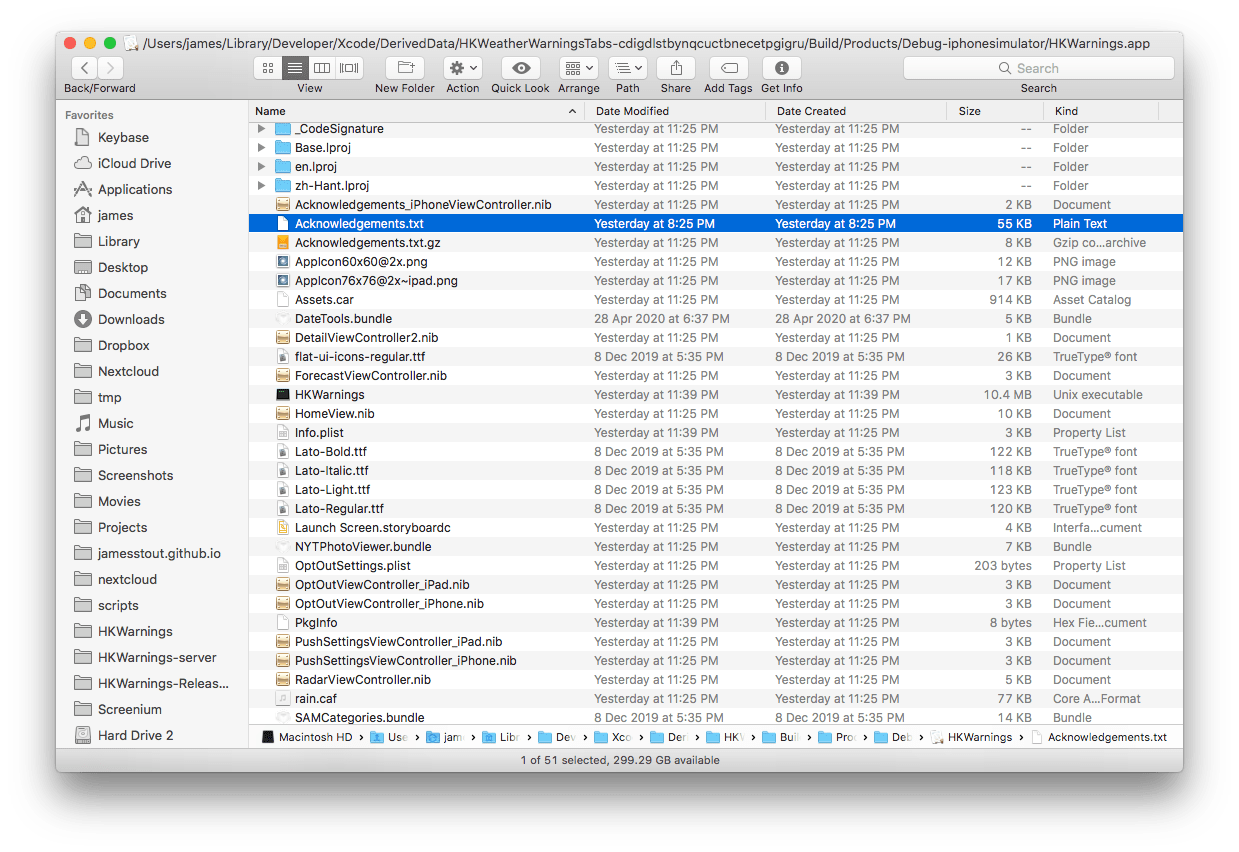 /Users/james/Library/Developer/Xcode/DerivedData/HKWeatherWarningsTabs-cdigdlstbynqcuctbnecetpgigru/Build/Products/Debug-iphonesimulator/HKWarnings.app
Search
Back/Forward View New Folder Action Quick Look Arrange Path Share Add Tags Get Info Search
Favorites
Keybase
iCloud Drive
Applications
james
Library
Desktop
Documents
Downloads
Dropbox
Nextcloud
tmp
Music
Pictures
Screenshots
Movies
Projects
jamesstout.github.io
nextcloud
scripts
HKWarnings
HKWarnings-server
HKWarnings-Releas...
Screenium
Hard Drive 2
Name Date Modified Date Created Size Kind
_CodeSignature Yesterday at 11:25 PM Yesterday at 11:25 PM -- Folder
Base.lproj Yesterday at 11:25 PM Yesterday at 11:25 PM -- Folder
en.lproj Yesterday at 11:25 PM Yesterday at 11:25 PM -- Folder
zh-Hant.lproj Yesterday at 11:25 PM Yesterday at 11:25 PM -- Folder
Acknowledgements_iPhoneViewController.nib Yesterday at 11:25 PM Yesterday at 11:25 PM 2 KB Document
Acknowledgements.txt Yesterday at 8:25 PM Yesterday at 8:25 PM 55 KB Plain Text
Acknowledgements.txt.gz Yesterday at 11:25 PM Yesterday at 11:25 PM 8 KB Gzip co...archive
AppIcon60x60@2x.png Yesterday at 11:25 PM Yesterday at 11:25 PM 12 KB PNG image
AppIcon76x76@2x~ipad.png Yesterday at 11:25 PM Yesterday at 11:25 PM 17 KB PNG image
Assets.car Yesterday at 11:25 PM Yesterday at 11:25 PM 914 KB Asset Catalog
DateTools.bundle 28 Apr 2020 at 6:37 PM 28 Apr 2020 at 6:37 PM 5 KB Bundle
DetailViewController2.nib Yesterday at 11:25 PM Yesterday at 11:25 PM 1 KB Document
flat-ui-icons-regular.ttf 8 Dec 2019 at 5:35 PM 8 Dec 2019 at 5:35 PM 26 KB TrueType® font
ForecastViewController.nib Yesterday at 11:25 PM Yesterday at 11:25 PM 3 KB Document
HKWarnings Yesterday at 11:39 PM Yesterday at 11:39 PM 10.4 MB Unix executable
HomeView.nib Yesterday at 11:25 PM Yesterday at 11:25 PM 10 KB Document
Info.plist Yesterday at 11:39 PM Yesterday at 11:25 PM 3 KB Property List
Lato-Bold.ttf 8 Dec 2019 at 5:35 PM 8 Dec 2019 at 5:35 PM 122 KB TrueType® font
Lato-Italic.ttf 8 Dec 2019 at 5:35 PM 8 Dec 2019 at 5:35 PM 118 KB TrueType® font
Lato-Light.ttf 8 Dec 2019 at 5:35 PM 8 Dec 2019 at 5:35 PM 123 KB TrueType® font
Lato-Regular.ttf 8 Dec 2019 at 5:35 PM 8 Dec 2019 at 5:35 PM 120 KB TrueType® font
Launch Screen.storyboardc Yesterday at 11:25 PM Yesterday at 11:25 PM 4 KB Interfa...cument
NYTPhotoViewer.bundle Yesterday at 11:25 PM Yesterday at 11:25 PM 7 KB Bundle
OptOutSettings.plist Yesterday at 11:25 PM Yesterday at 11:25 PM 203 bytes Property List
OptOutViewController_iPad.nib Yesterday at 11:25 PM Yesterday at 11:25 PM 3 KB Document
OptOutViewController_iPhone.nib Yesterday at 11:25 PM Yesterday at 11:25 PM 3 KB Document
PkgInfo Yesterday at 11:39 PM Yesterday at 11:39 PM 8 bytes Hex Fie...cument
PushSettingsViewController_iPad.nib Yesterday at 11:25 PM Yesterday at 11:25 PM 3 KB Document
PushSettingsViewController_iPhone.nib Yesterday at 11:25 PM Yesterday at 11:25 PM 3 KB Document
RadarViewController.nib Yesterday at 11:25 PM Yesterday at 11:25 PM 5 KB Document
rain.caf Yesterday at 11:25 PM Yesterday at 11:25 PM 77 KB Core A...Format
SAMCategories.bundle 8 Dec 2019 at 5:35 PM 8 Dec 2019 at 5:35 PM 14 KB Bundle
Macintosh HD › Use › jam › Libr › Dev › Xco › Der › HKV › Buil › Pro › Deb › HKWarnings › Acknowledgements.txt
1 of 51 selected, 299.29 GB available